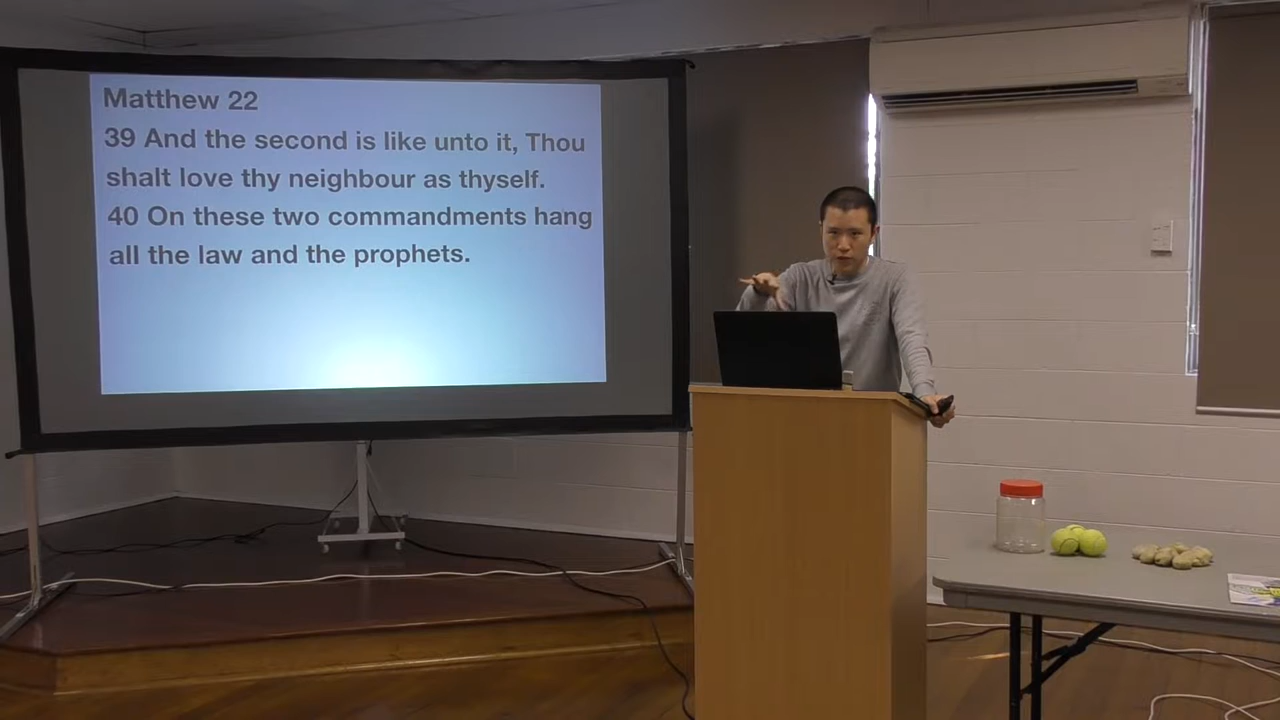 Matthew 22
39 And the second is like unto it, Thou
shalt love thy neighbour as thyself.
40 On these two commandments hang
all the law and the prophets.